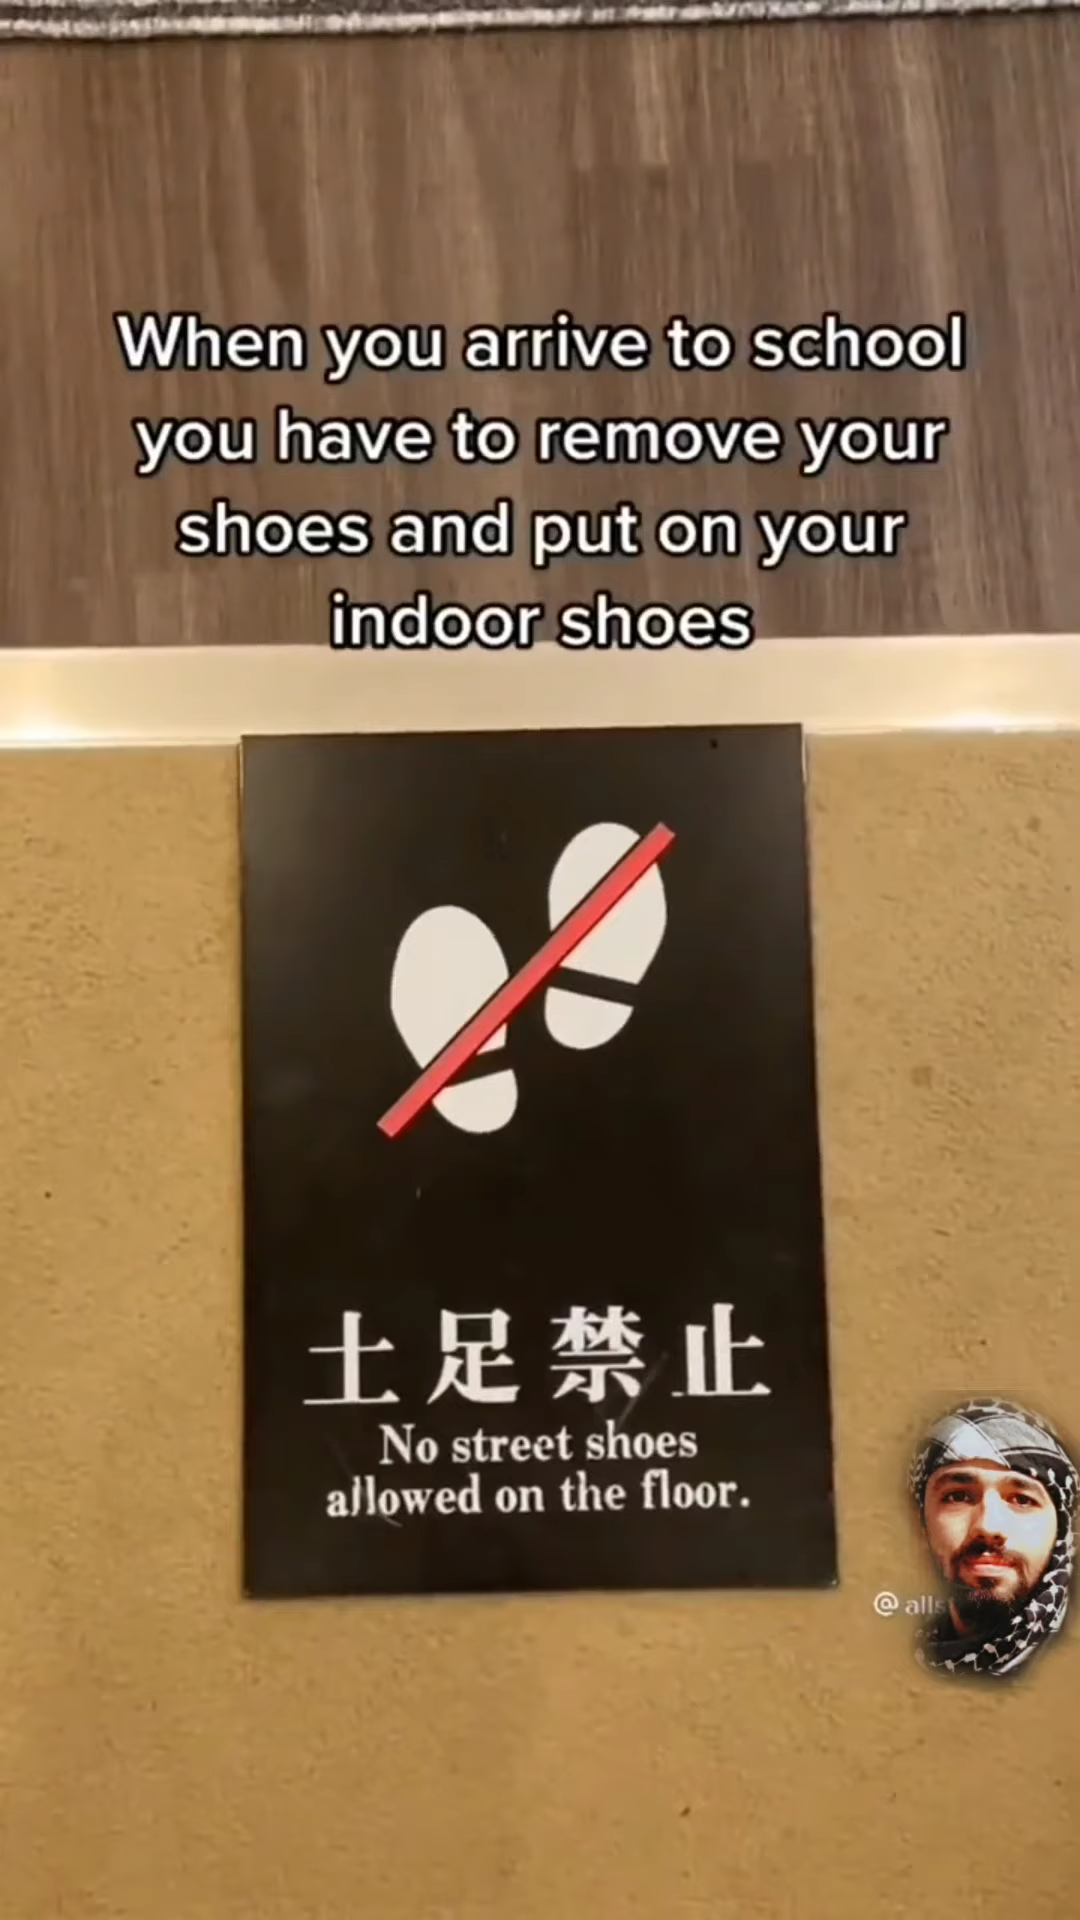 When you arrive to school
you have to remove your
shoes and put on your
indoor shoes
土足禁止
No street shoes
allowed on the floor.